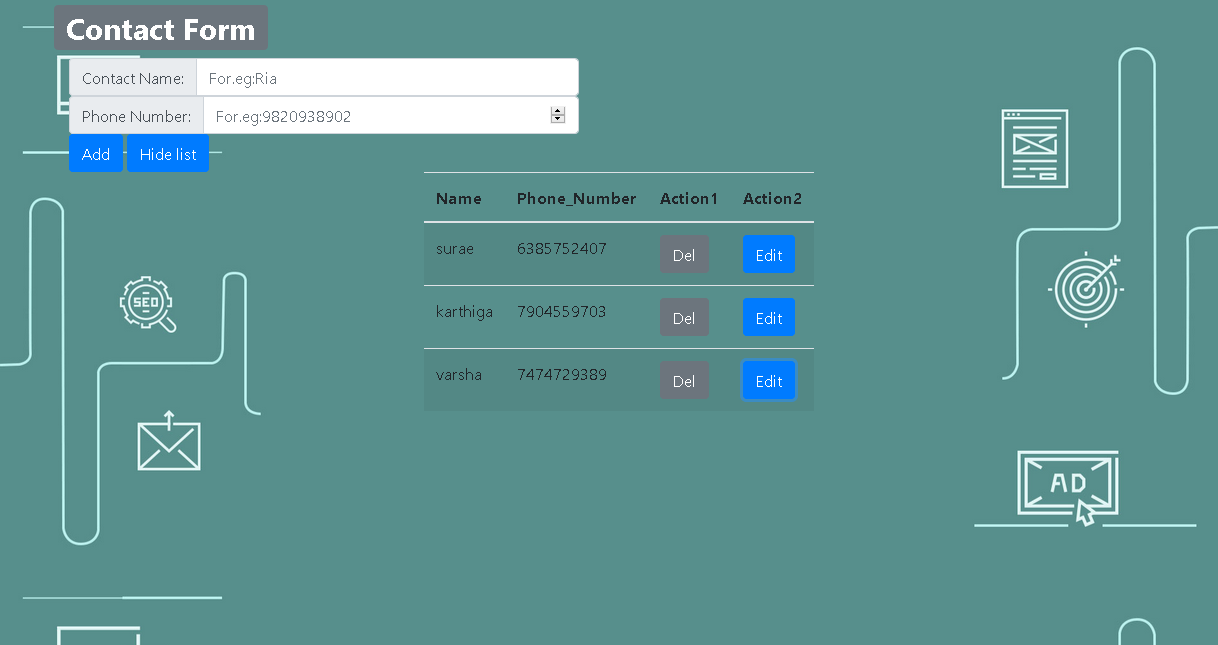 Contact Form
Contact Name: For.eg:Ria
Phone Number: For.eg:9820938902
Add Hide list
Name Phone_Number Action1 Action2
surae 6385752407 Del Edit
karthiga 7904559703 Del Edit
varsha 7474729389 Del Edit
SEO
AD